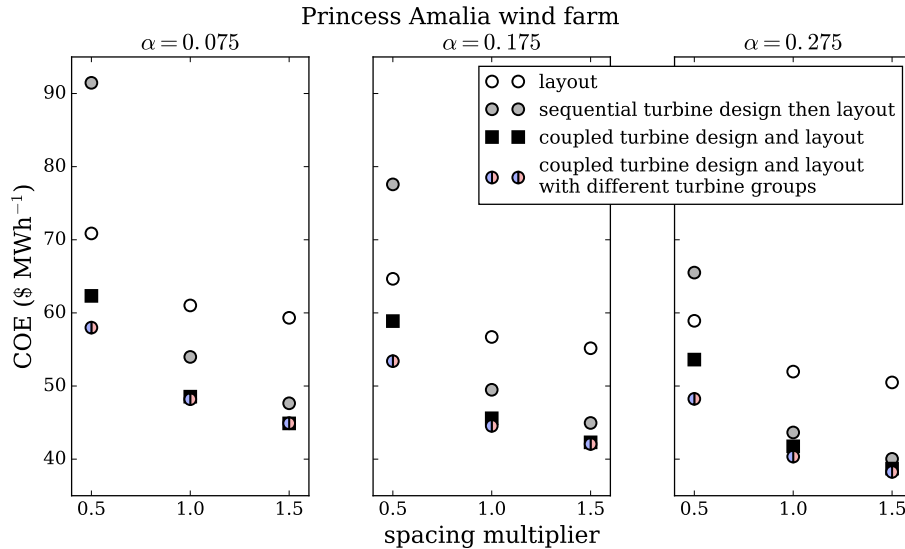 Princess Amalia wind farm
α = 0.075
α = 0.175
α = 0.275
layout
sequential turbine design then layout
coupled turbine design and layout
coupled turbine design and layout
with different turbine groups
COE ($ MWh⁻¹)
90
80
70
60
50
40
0.5 1.0 1.5
0.5 1.0 1.5
0.5 1.0 1.5
spacing multiplier